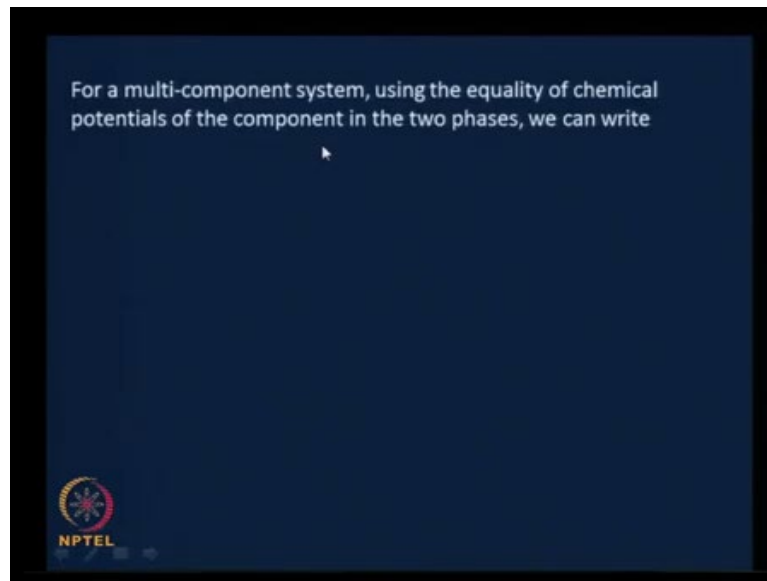 For a multi-component system, using the equality of chemical
potentials of the component in the two phases, we can write
NPTEL